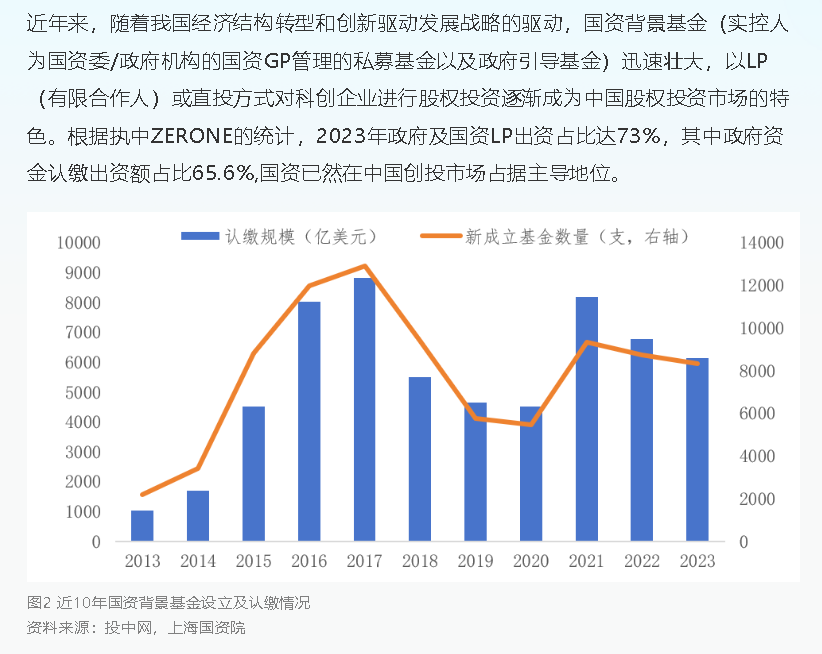 近年来，随着我国经济结构转型和创新驱动发展战略的驱动，国资背景基金（实控人
为国资委/政府机构的国资GP管理的私募基金以及政府引导基金）迅速壮大，以LP
（有限合作人）或直投方式对科创企业进行股权投资逐渐成为中国股权投资市场的特
色。根据执中ZERONE的统计，2023年政府及国资LP出资占比达73%，其中政府资
金认缴出资额占比65.6%,国资已然在中国创投市场占据主导地位。
认缴规模（亿美元） 新成立基金数量（支，右轴）
10000 14000
9000
8000 12000
7000 10000
6000 8000
5000
4000 6000
3000 4000
2000
1000 2000
0 0
2013 2014 2015 2016 2017 2018 2019 2020 2021 2022 2023
图2 近10年国资背景基金设立及认缴情况
资料来源：投中网，上海国资院